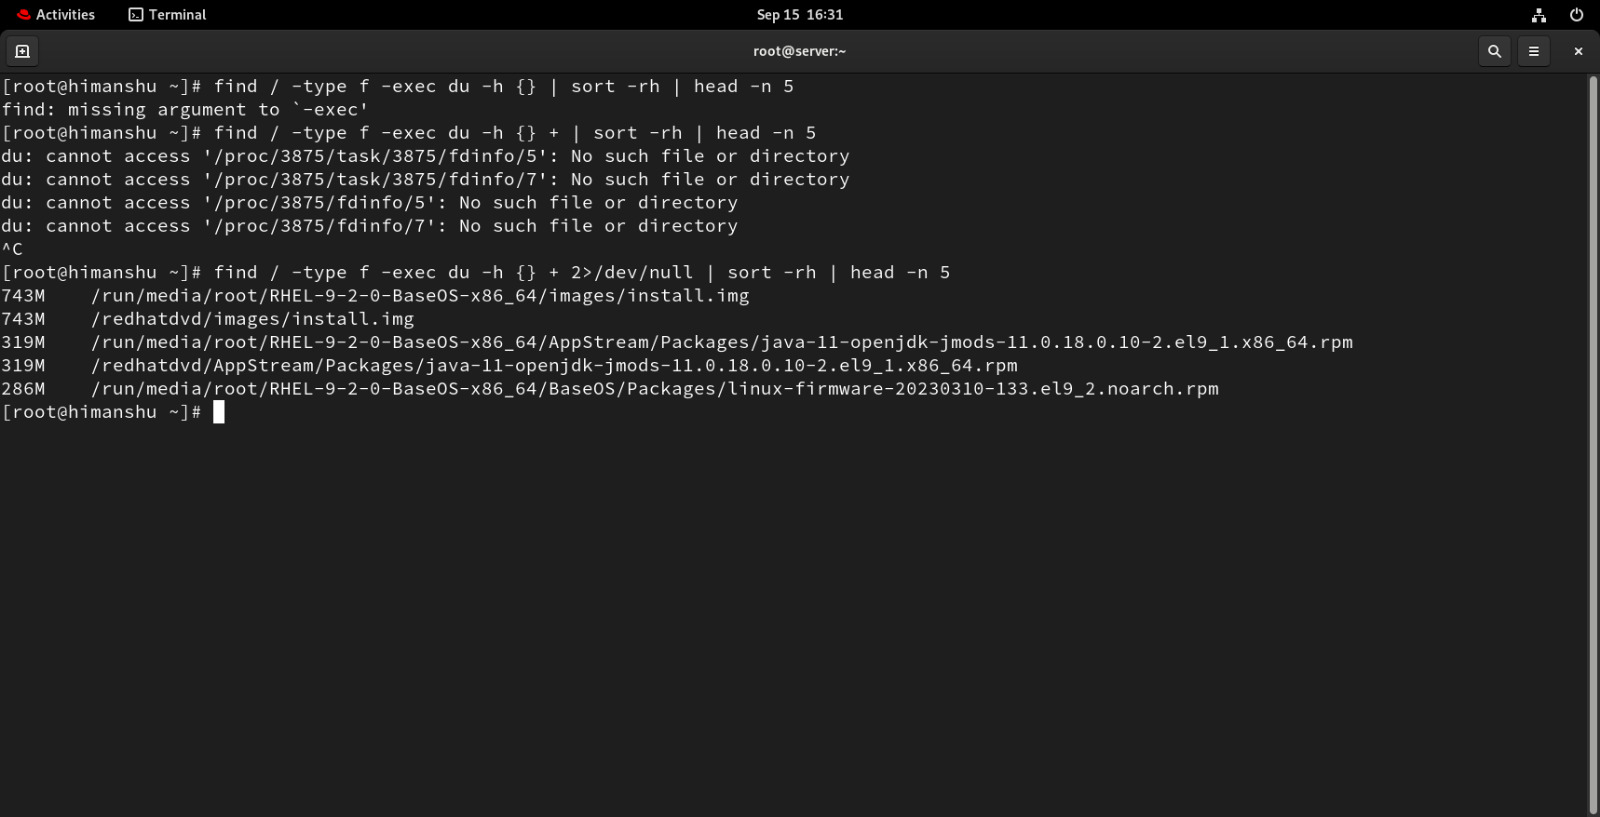 Activities Terminal Sep 15 16:31
root@server:~
[root@himanshu ~]# find / -type f -exec du -h {} | sort -rh | head -n 5
find: missing argument to `-exec'
[root@himanshu ~]# find / -type f -exec du -h {} + | sort -rh | head -n 5
du: cannot access '/proc/3875/task/3875/fdinfo/5': No such file or directory
du: cannot access '/proc/3875/task/3875/fdinfo/7': No such file or directory
du: cannot access '/proc/3875/fdinfo/5': No such file or directory
du: cannot access '/proc/3875/fdinfo/7': No such file or directory
^C
[root@himanshu ~]# find / -type f -exec du -h {} + 2>/dev/null | sort -rh | head -n 5
743M    /run/media/root/RHEL-9-2-0-BaseOS-x86_64/images/install.img
743M    /redhatdvd/images/install.img
319M    /run/media/root/RHEL-9-2-0-BaseOS-x86_64/AppStream/Packages/java-11-openjdk-jmods-11.0.18.0.10-2.el9_1.x86_64.rpm
319M    /redhatdvd/AppStream/Packages/java-11-openjdk-jmods-11.0.18.0.10-2.el9_1.x86_64.rpm
286M    /run/media/root/RHEL-9-2-0-BaseOS-x86_64/BaseOS/Packages/linux-firmware-20230310-133.el9_2.noarch.rpm
[root@himanshu ~]#